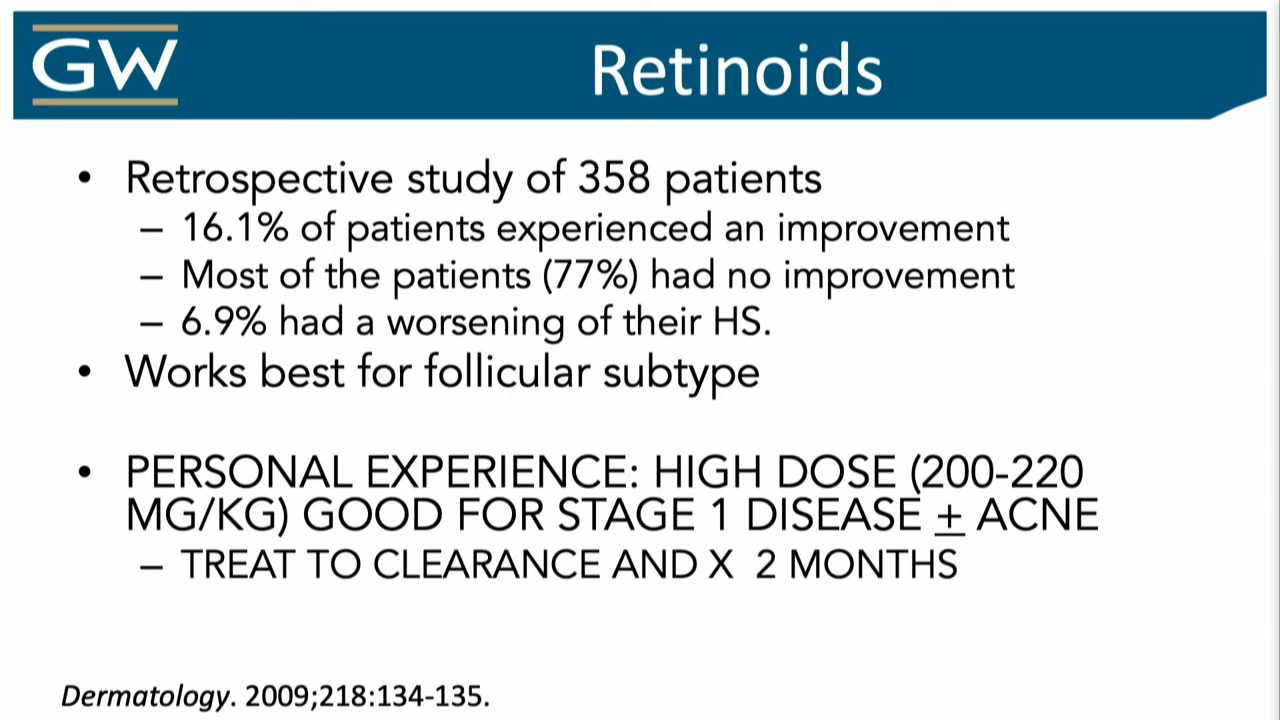 GW
Retinoids
• Retrospective study of 358 patients
– 16.1% of patients experienced an improvement
– Most of the patients (77%) had no improvement
– 6.9% had a worsening of their HS.
• Works best for follicular subtype
• PERSONAL EXPERIENCE: HIGH DOSE (200-220
MG/KG) GOOD FOR STAGE 1 DISEASE ± ACNE
– TREAT TO CLEARANCE AND X 2 MONTHS
Dermatology. 2009;218:134-135.